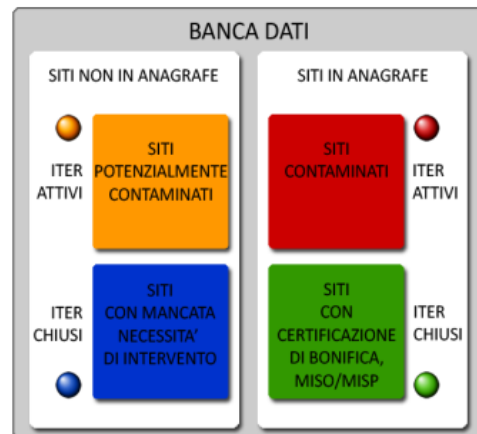 BANCA DATI
SITI NON IN ANAGRAFE
ITER
ATTIVI
SITI
POTENZIALMENTE
CONTAMINATI
ITER
CHIUSI
SITI
CON MANCATA
NECESSITA'
DI INTERVENTO
SITI IN ANAGRAFE
SITI
CONTAMINATI
ITER
ATTIVI
SITI
CON
CERTIFICAZIONE
DI BONIFICA,
MISO/MISP
ITER
CHIUSI